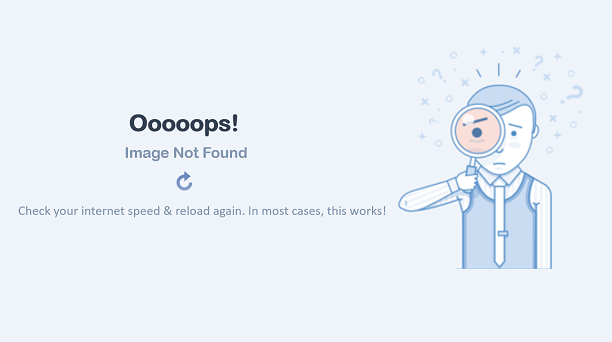 Ooooops!
Image Not Found
Check your internet speed & reload again. In most cases, this works!